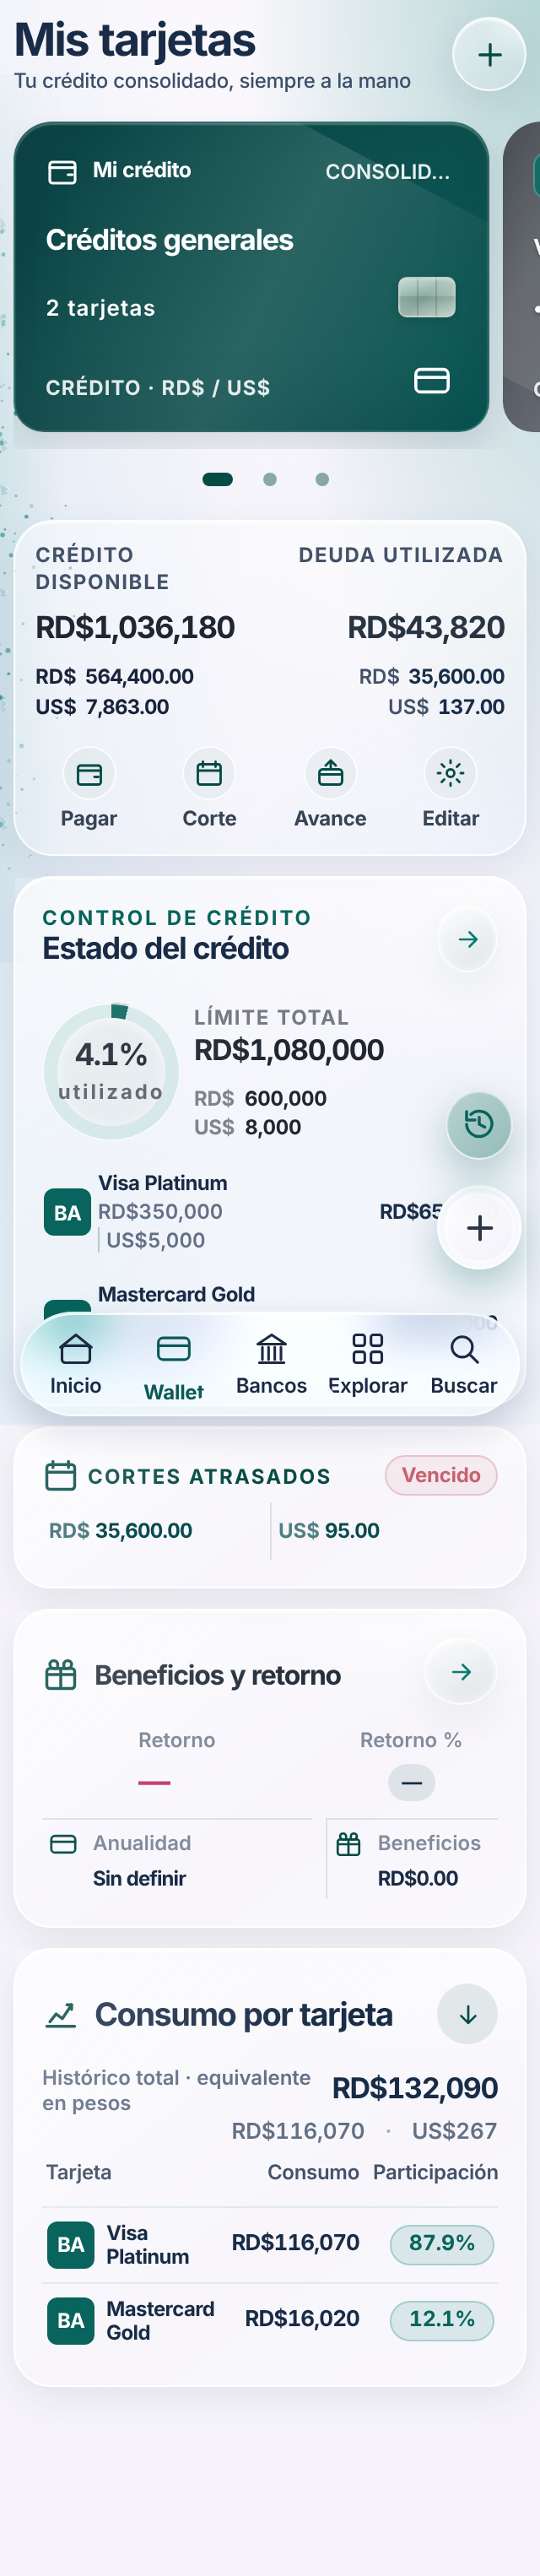 Mis tarjetas
Tu crédito consolidado, siempre a la mano
Mi crédito
CONSOLID...
Créditos generales
2 tarjetas
CRÉDITO · RD$ / US$
CRÉDITO DISPONIBLE
DEUDA UTILIZADA
RD$1,036,180
RD$43,820
RD$ 564,400.00
RD$ 35,600.00
US$ 7,863.00
US$ 137.00
Pagar
Corte
Avance
Editar
CONTROL DE CRÉDITO
Estado del crédito
4.1%
utilizado
LÍMITE TOTAL
RD$1,080,000
RD$ 600,000
US$ 8,000
BA
Visa Platinum
RD$350,000
US$5,000
RD$65
Mastercard Gold
Inicio
Wallet
Bancos
Explorar
Buscar
CORTES ATRASADOS
Vencido
RD$ 35,600.00
US$ 95.00
Beneficios y retorno
Retorno
Retorno %
—
—
Anualidad
Beneficios
Sin definir
RD$0.00
Consumo por tarjeta
Histórico total · equivalente en pesos
RD$132,090
RD$116,070 · US$267
Tarjeta
Consumo
Participación
BA
Visa Platinum
RD$116,070
87.9%
BA
Mastercard Gold
RD$16,020
12.1%